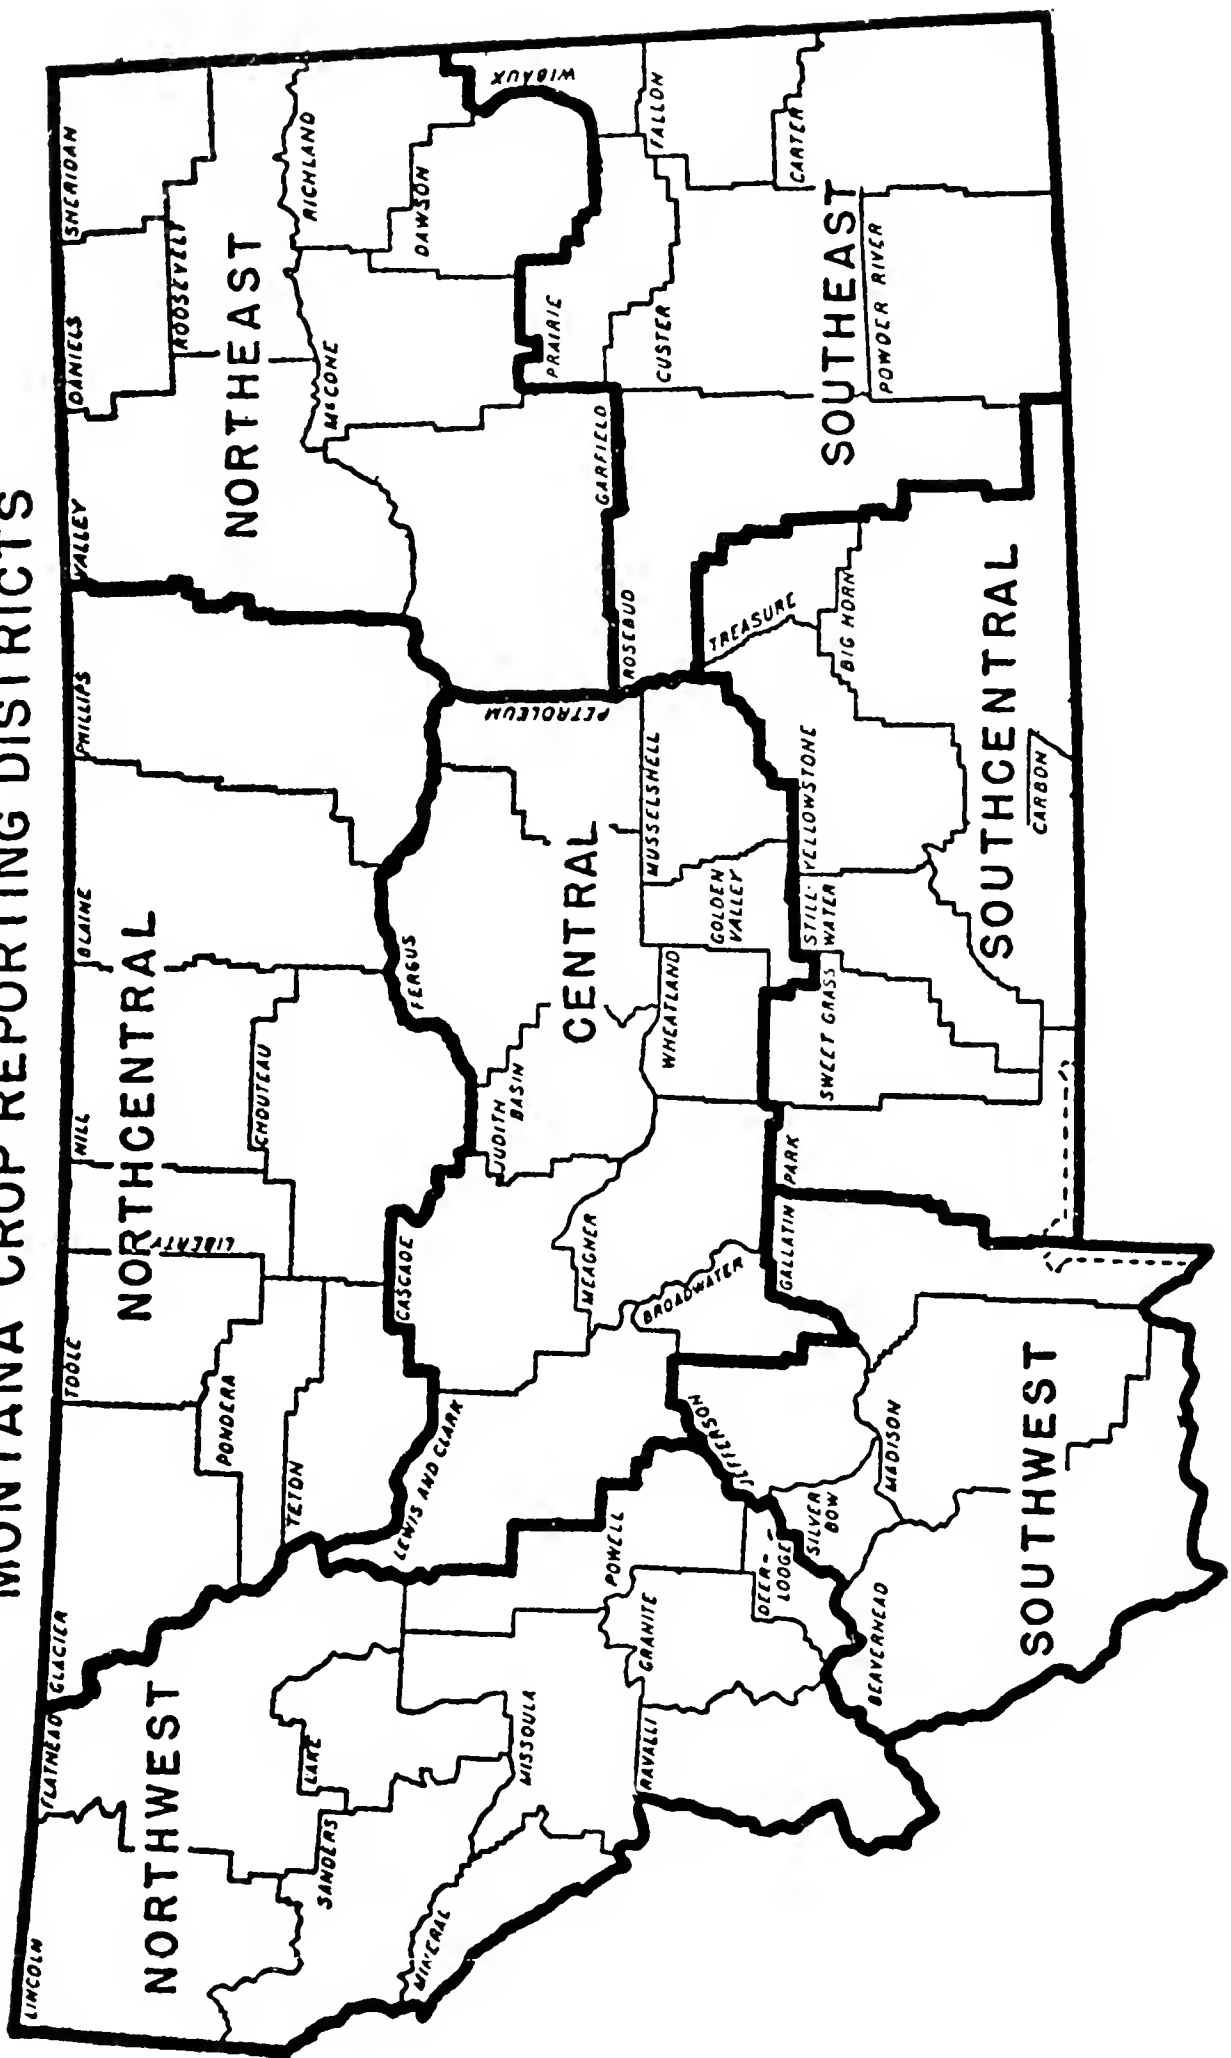 MONTANA CROP REPORTING DISTRICTS
LINCOLN
FLATHEAD
GLACIER
TOOLE
LIBERTY
HILL
BLAINE
PHILLIPS
VALLEY
DANIELS
SHERIDAN
ROOSEVELT
NORTHWEST
NORTHCENTRAL
NORTHEAST
PONDERA
TETON
CHOUTEAU
RICHLAND
MCCONE
DAWSON
LAKE
SANDERS
MINERAL
MISSOULA
LEWIS AND CLARK
CASCADE
FERGUS
JUDITH
BASIN
PETROLEUM
GARFIELD
PRAIRIE
WIBAUX
CENTRAL
POWELL
GRANITE
RAVALLI
MEAGHER
BROADWATER
WHEATLAND
GOLDEN
VALLEY
MUSSELSHELL
ROSEBUD
CUSTER
FALLON
TREASURE
DEER-
LODGE
SILVER
BOW
JEFFERSON
GALLATIN
PARK
SWEET GRASS
STILL-
WATER
YELLOWSTONE
BIG HORN
SOUTHEAST
POWDER RIVER
CARTER
BEAVERHEAD
MADISON
SOUTHWEST
SOUTHCENTRAL
CARBON